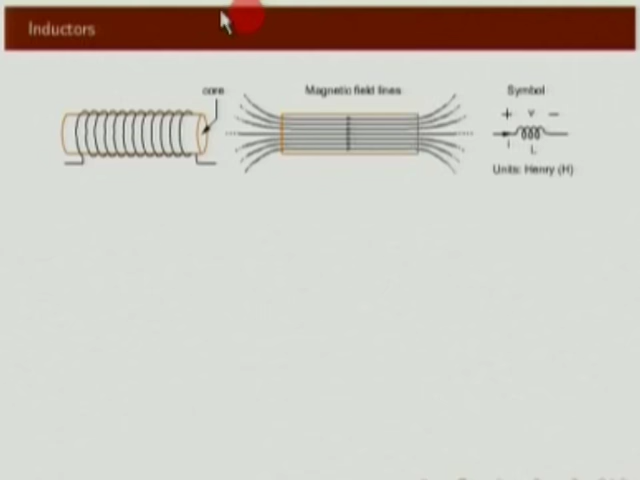 Inductors
core
Magnetic field lines
Symbol
+ v −
i
L
Units: Henry (H)